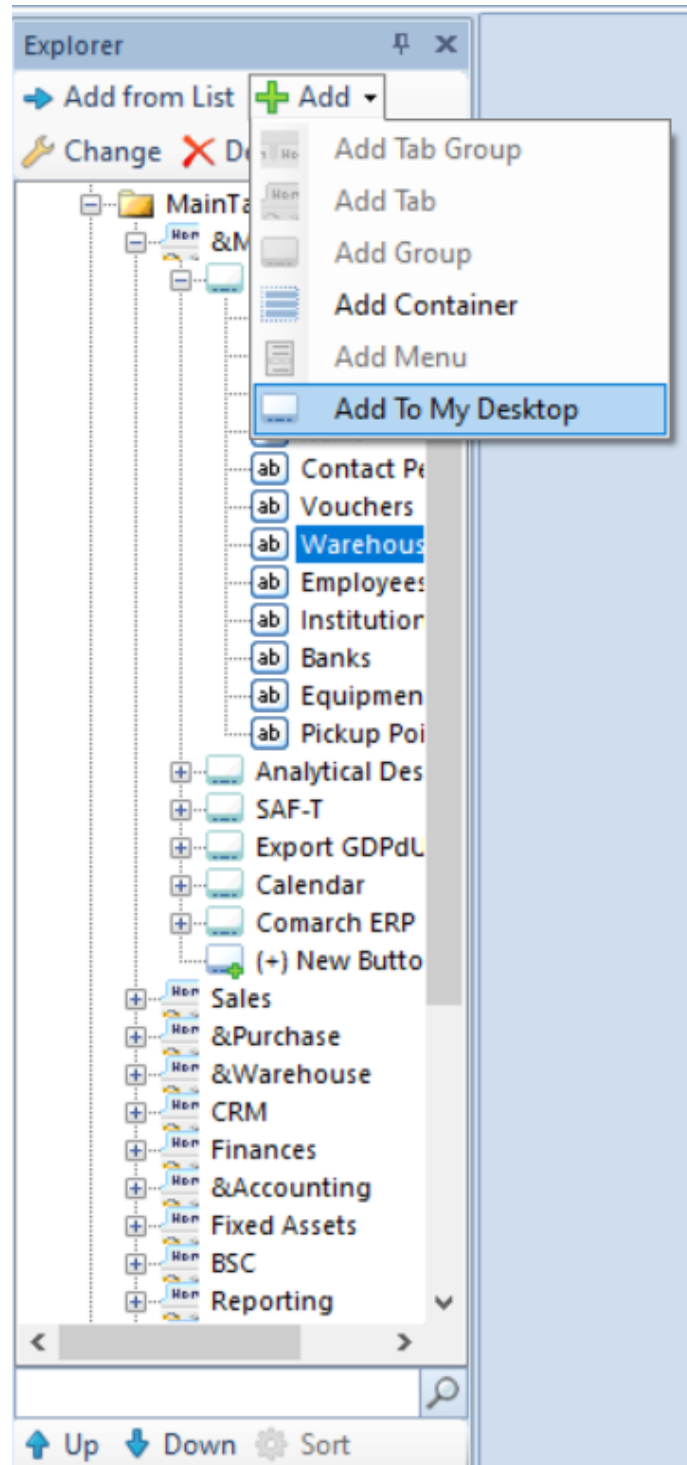 Explorer
Add from List Add
Change
Add Tab Group
Add Tab
Add Group
Add Container
Add Menu
Add To My Desktop
MainTa
&M
Contact Pe
Vouchers
Warehous
Employees
Institution
Banks
Equipmen
Pickup Poi
Analytical Des
SAF-T
Export GDPdU
Calendar
Comarch ERP
(+) New Butto
Sales
&Purchase
&Warehouse
CRM
Finances
&Accounting
Fixed Assets
BSC
Reporting
Up Down Sort